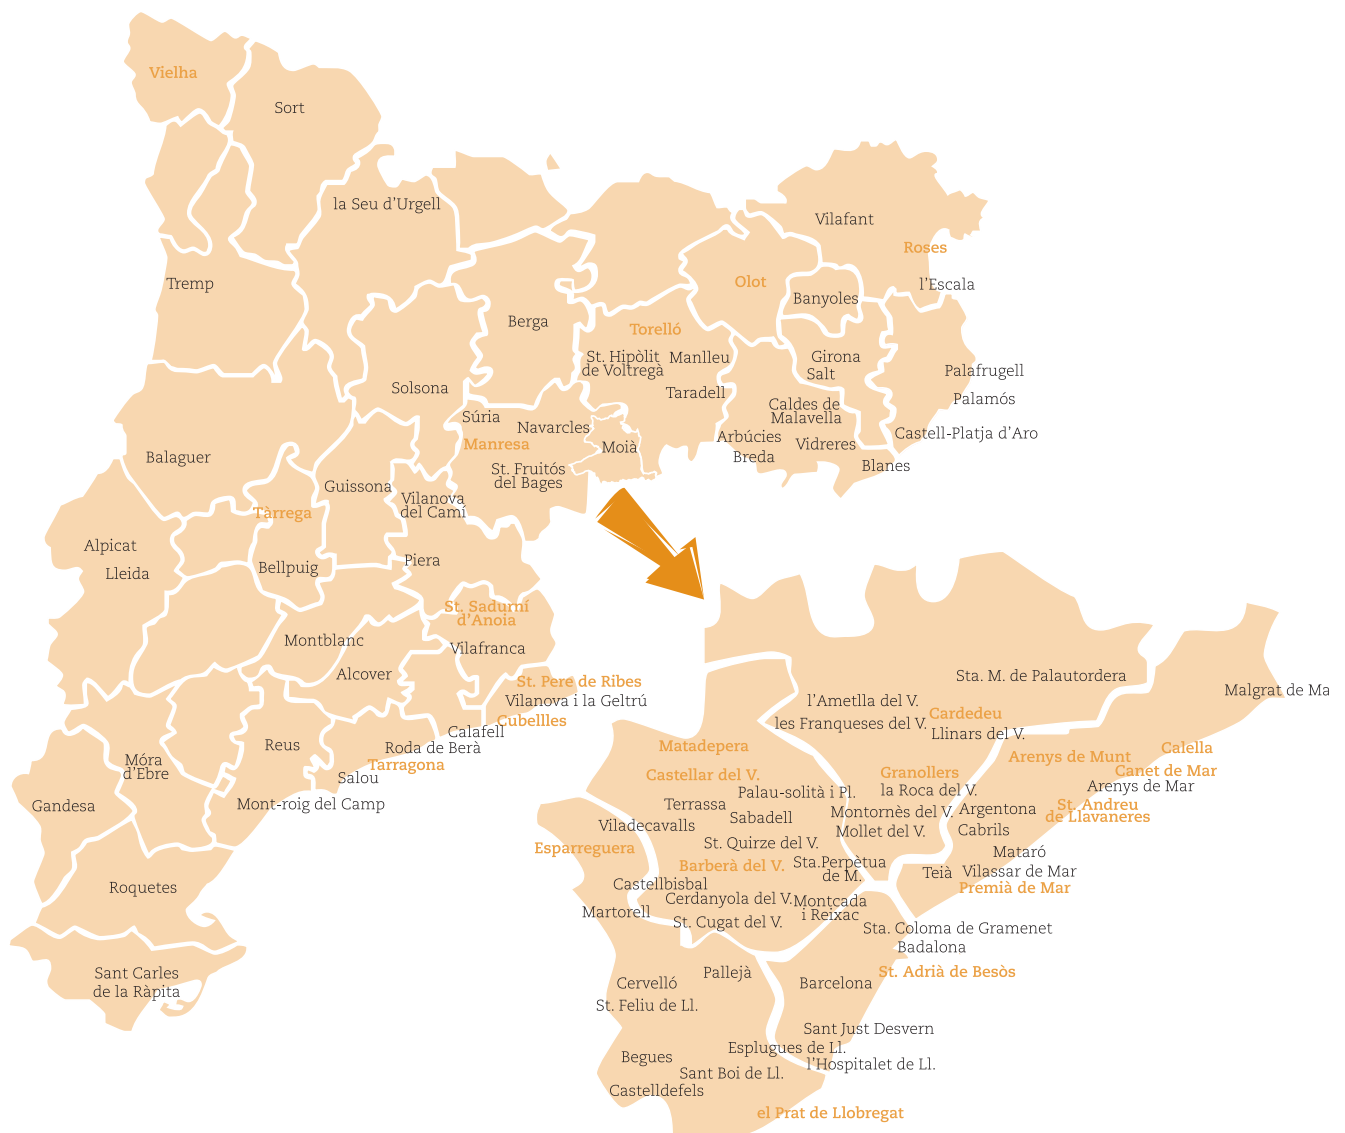 Vielha
Sort
la Seu d'Urgell
Vilafant
Roses
Tremp
Olot
l'Escala
Banyoles
Berga
Torelló
St. Hipòlit
de Voltregà
Manlleu
Girona
Salt
Palafrugell
Solsona
Taradell
Palamós
Caldes de
Malavella
Súria
Navarcles
Manresa
Moià
Arbúcies
Vidreres
Castell-Platja d'Aro
Breda
Blanes
Balaguer
St. Fruitós
del Bages
Guissona
Vilanova
del Camí
Tàrrega
Alpicat
Lleida
Bellpuig
Piera
St. Sadurní
d'Anoia
Montblanc
Vilafranca
Alcover
St. Pere de Ribes
Vilanova i la Geltrú
Cubellles
Calafell
Roda de Berà
Reus
Tarragona
Móra
d'Ebre
Salou
Gandesa
Mont-roig del Camp
Roquetes
Sant Carles
de la Ràpita
Sta. M. de Palautordera
Malgrat de Ma
l'Ametlla del V.
les Franqueses del V.
Cardedeu
Llinars del V.
Matadepera
Arenys de Munt
Calella
Castellar del V.
Granollers
Canet de Mar
Palau-solità i Pl.
la Roca del V.
Arenys de Mar
Terrassa
Sabadell
Montornès del V.
Argentona
St. Andreu
de Llavaneres
Viladecavalls
Mollet del V.
Cabrils
Esparreguera
St. Quirze del V.
Mataró
Barberà del V.
Sta.Perpètua
de M.
Teià
Vilassar de Mar
Premià de Mar
Castellbisbal
Cerdanyola del V.
Montcada
i Reixac
Martorell
St. Cugat del V.
Sta. Coloma de Gramenet
Badalona
Pallejà
St. Adrià de Besòs
Cervelló
Barcelona
St. Feliu de Ll.
Sant Just Desvern
Esplugues de Ll.
Begues
l'Hospitalet de Ll.
Sant Boi de Ll.
Castelldefels
el Prat de Llobregat